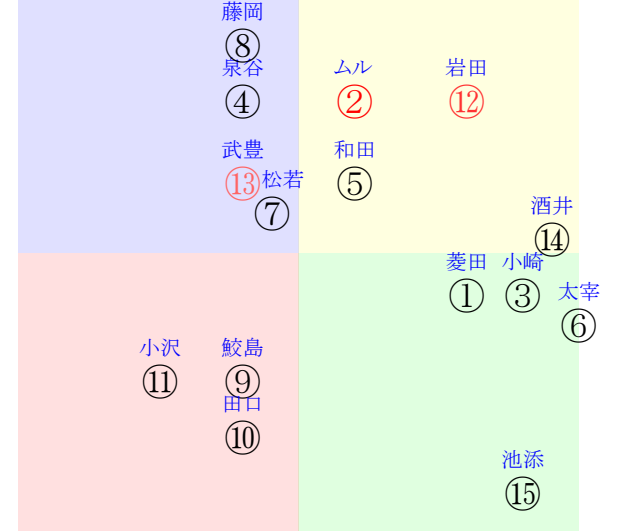 藤岡
⑧
泉谷 ムル 岩田
④ ② ⑫
武豊 和田
⑬ 松若 ⑤
⑦ 酒井
⑭
菱田 小崎
① ③ 太宰
⑥
小沢 鮫島
⑪ ⑨
田口
⑩
池添
⑮